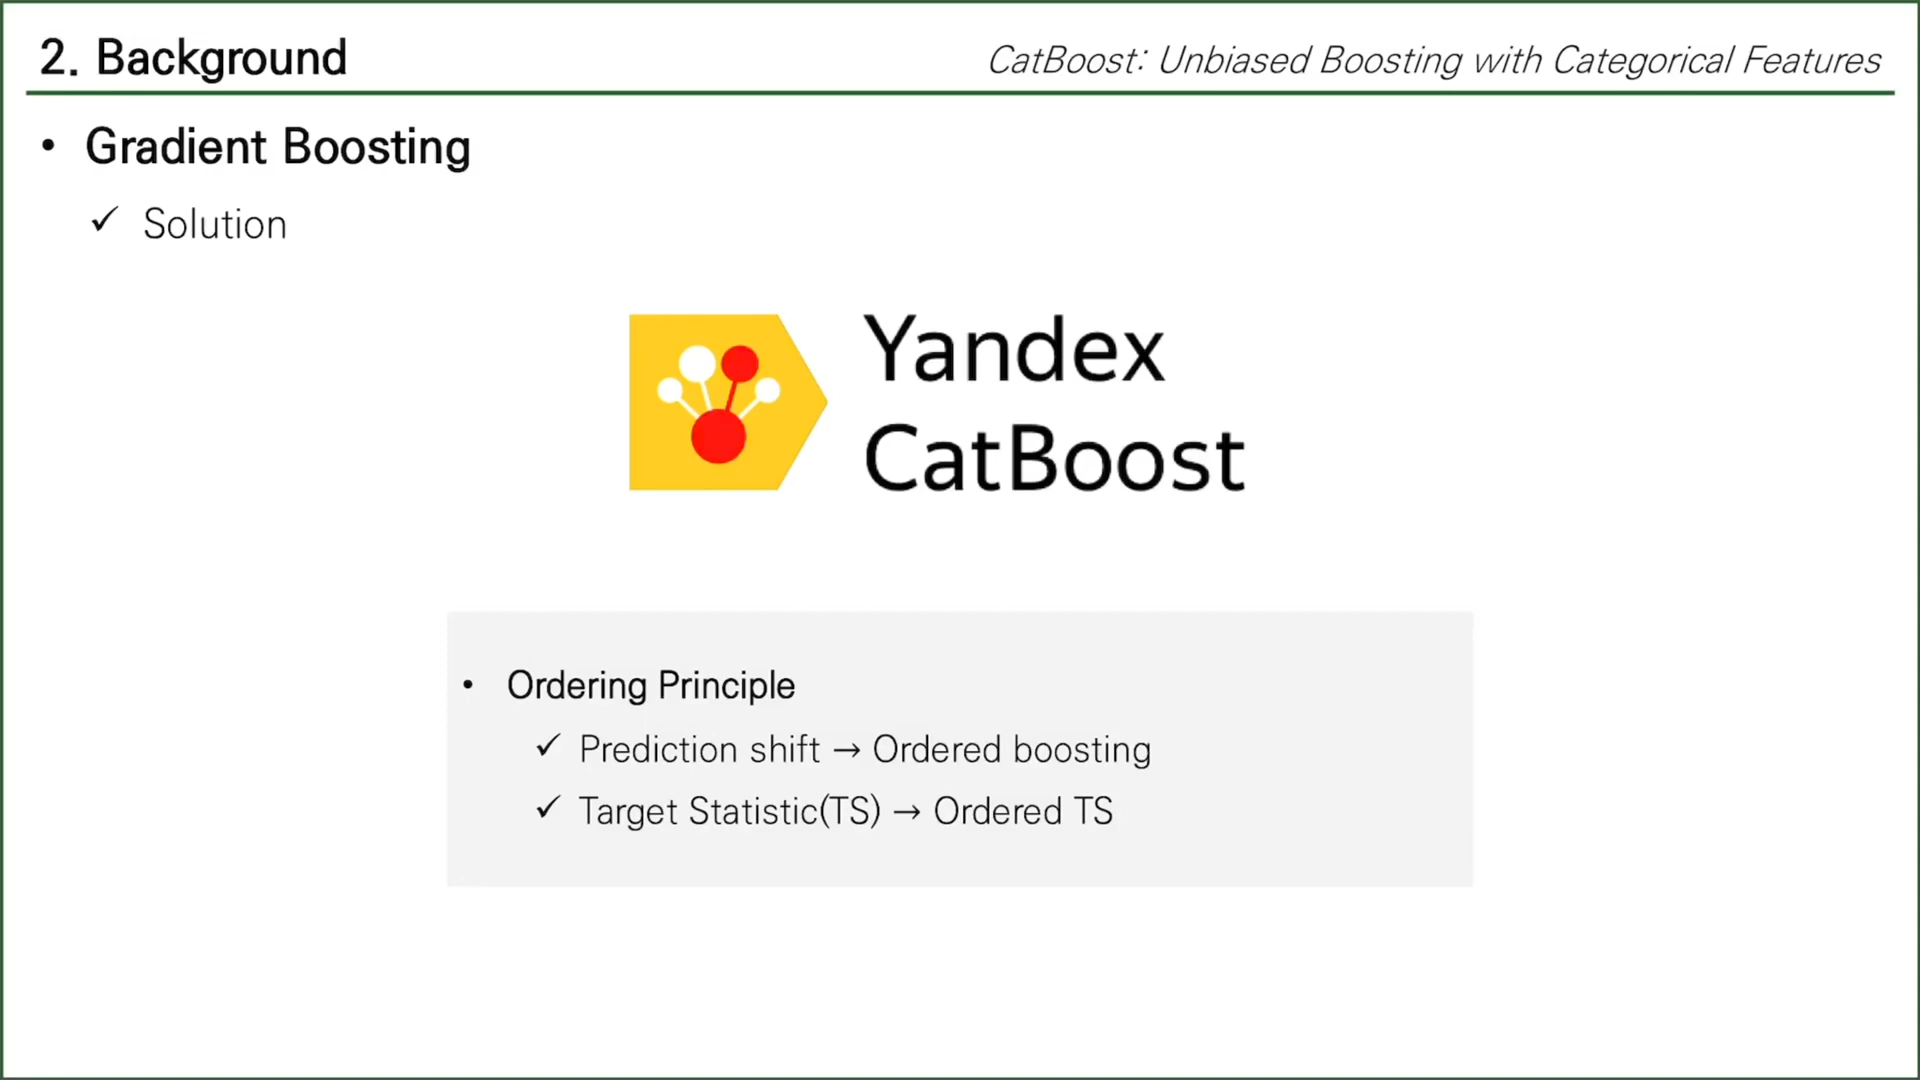 2. Background
CatBoost: Unbiased Boosting with Categorical Features
• Gradient Boosting
✓ Solution
Yandex
CatBoost
• Ordering Principle
✓ Prediction shift → Ordered boosting
✓ Target Statistic(TS) → Ordered TS